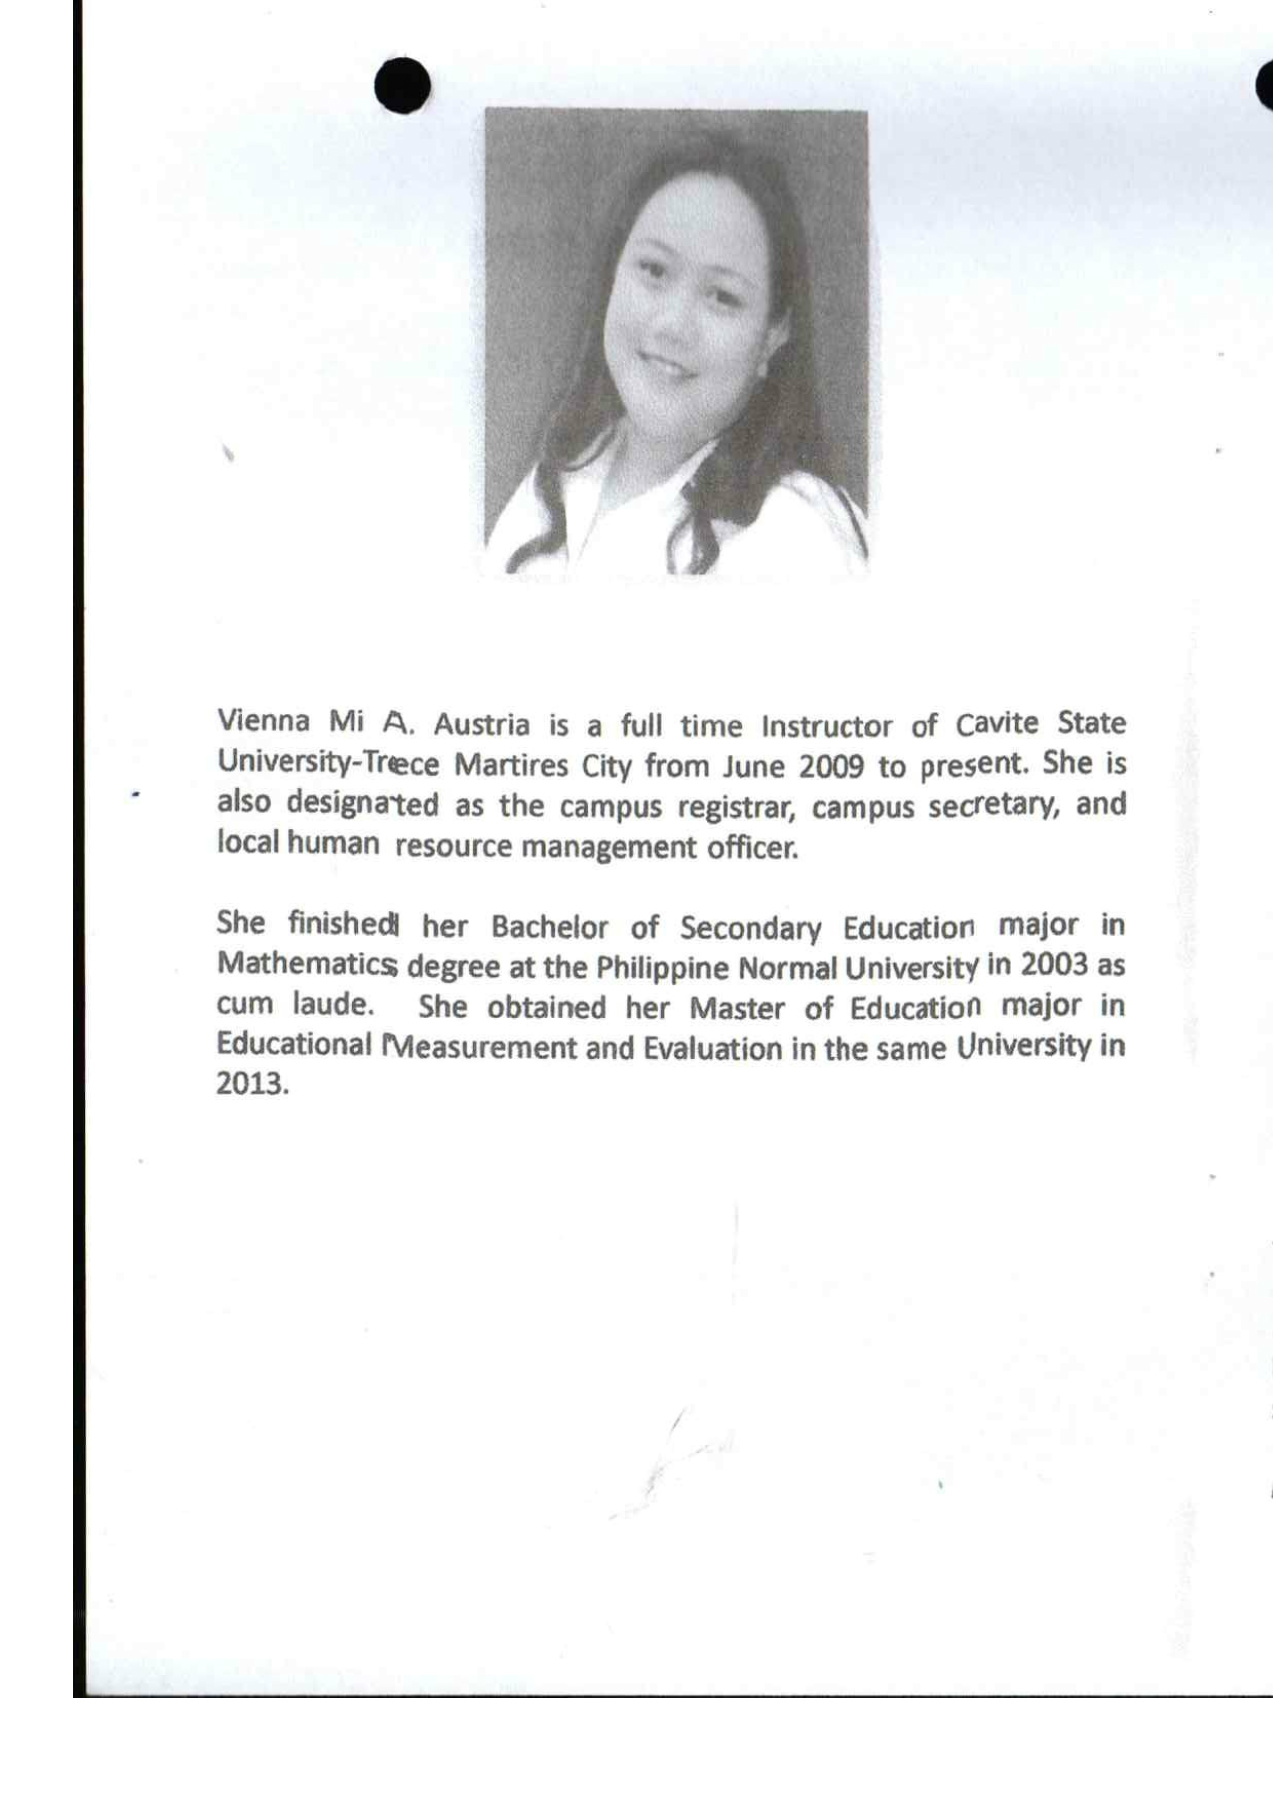 Vienna Mi A. Austria is a full time Instructor of Cavite State
University-Trece Martires City from June 2009 to present. She is
also designated as the campus registrar, campus secretary, and
local human resource management officer.
She finished her Bachelor of Secondary Education major in
Mathematics degree at the Philippine Normal University in 2003 as
cum laude. She obtained her Master of Education major in
Educational Measurement and Evaluation in the same University in
2013.